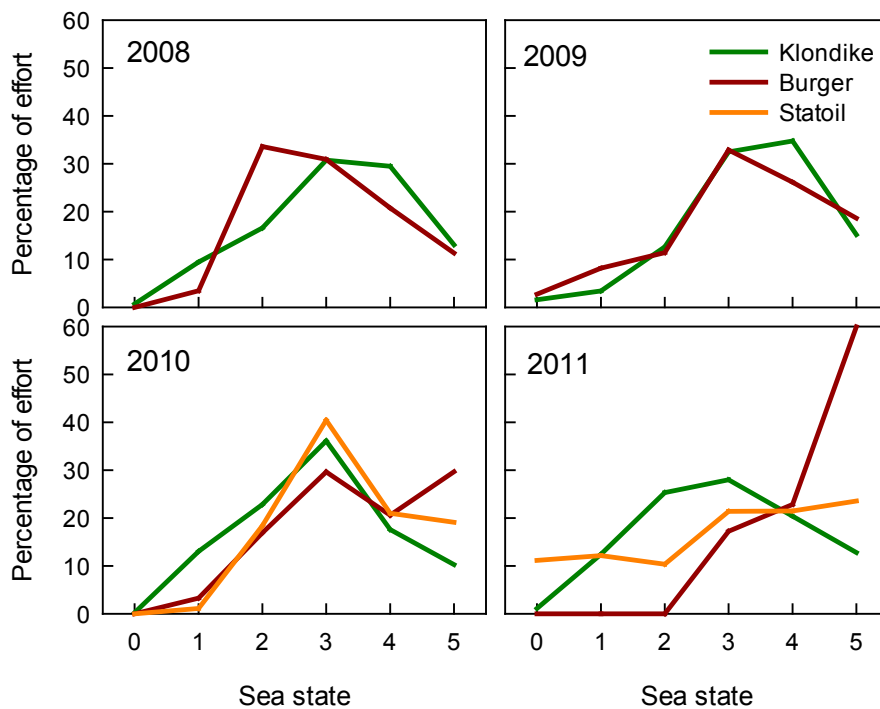 60
50
40
30
20
10
0
Percentage of effort
2008
2009
Klondike
Burger
Statoil
60
50
40
30
20
10
0
Percentage of effort
2010
2011
0 1 2 3 4 5
0 1 2 3 4 5
Sea state
Sea state